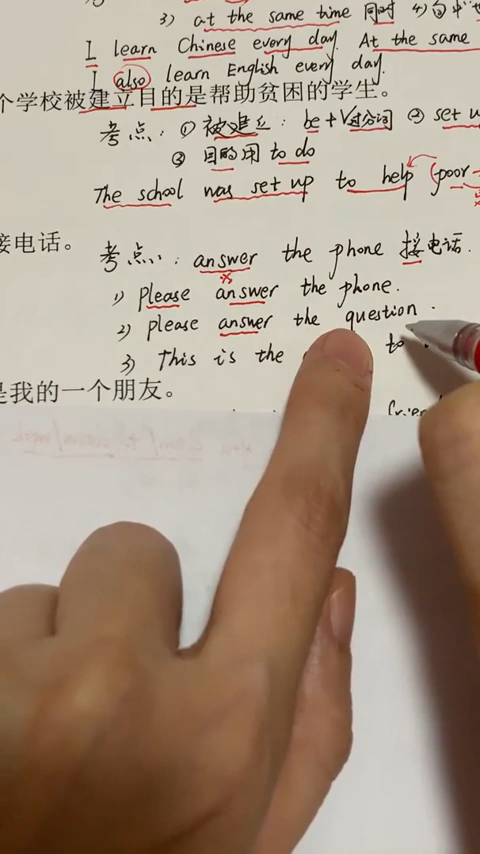 3) at the same time 同时 4) 句中
I learn Chinese every day. At the same
I also learn English every day.
个学校被建立目的是帮助贫困的学生。
考点: ① 被建立: be+V过分词 ② set u
③ 目的用 to do
The school was set up to help (poor
接电话。
考点: answer the phone 接电话.
1) please answer the phone.
2) please answer the question.
3) This is the to
是我的一个朋友。